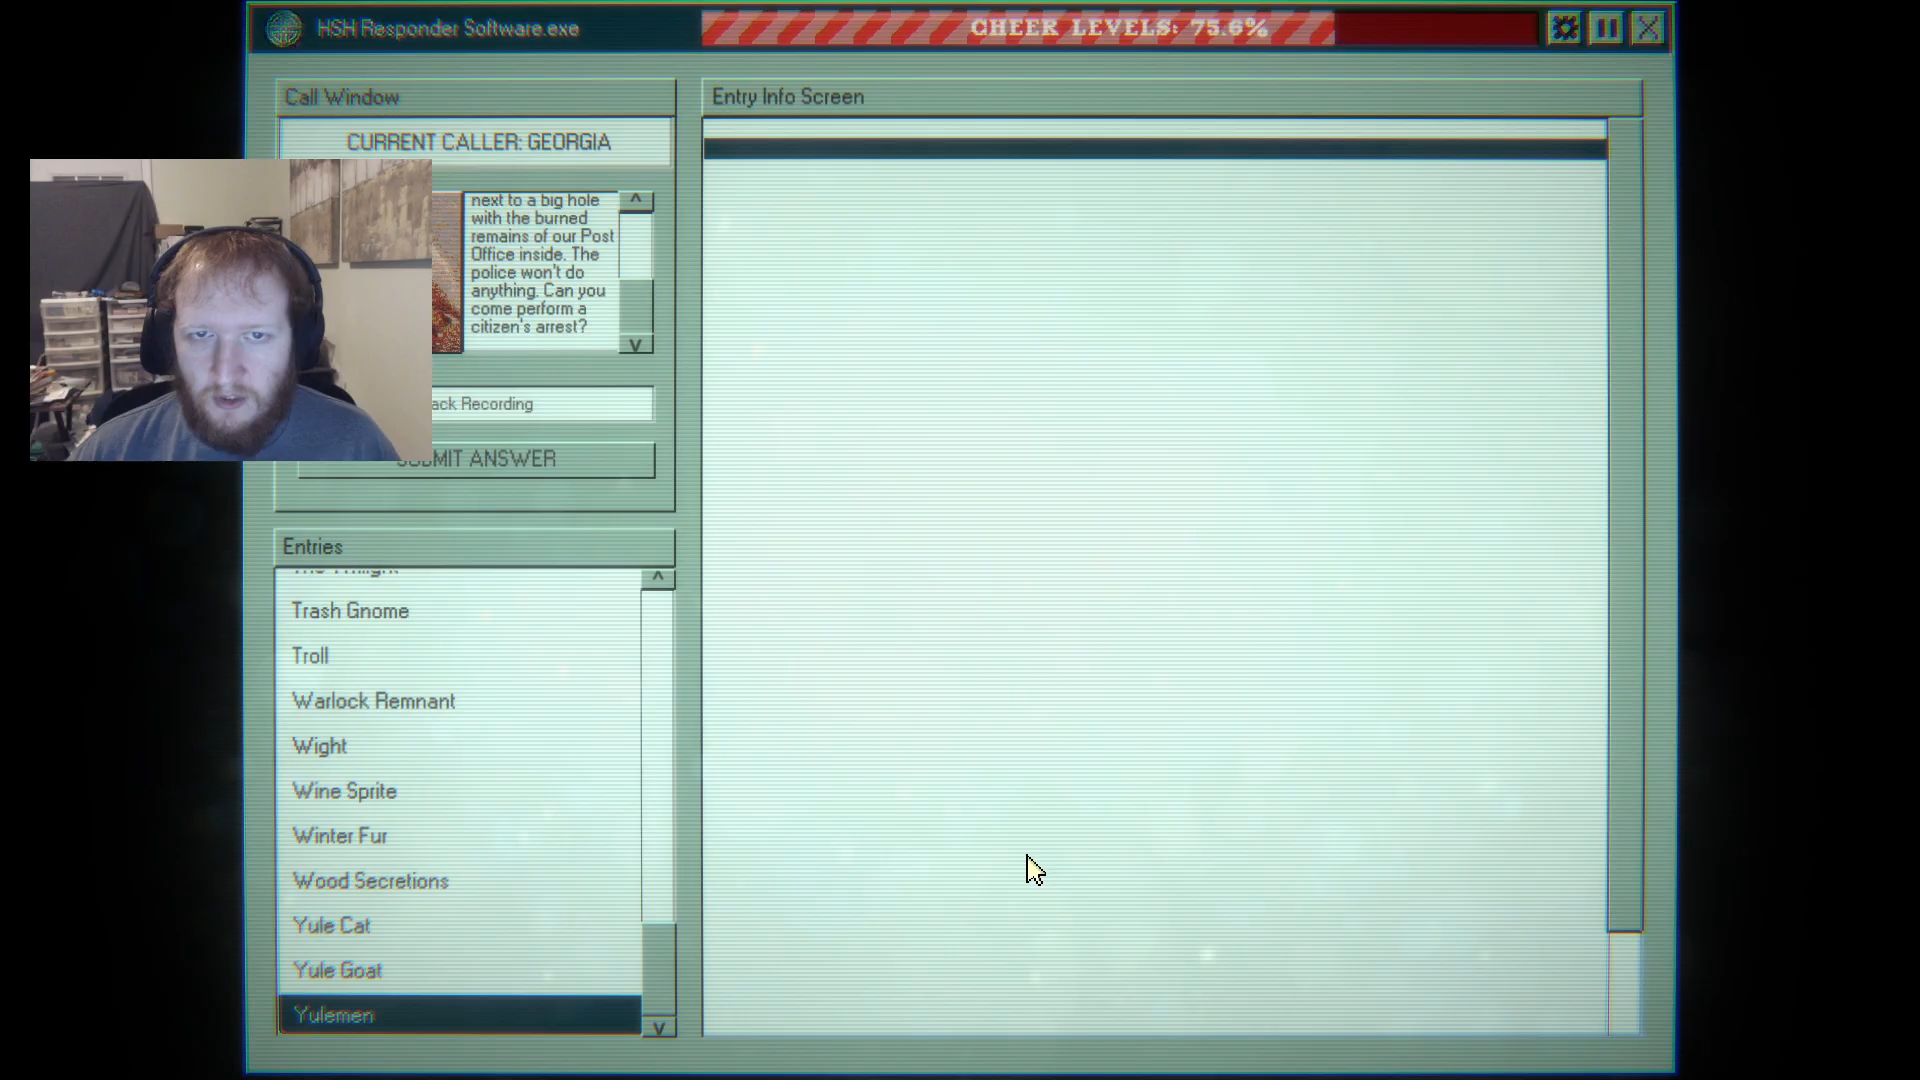 HSH Responder Software.exe
CHEER LEVELS: 75.6%
X
Call Window
CURRENT CALLER: GEORGIA
next to a big hole
with the burned
remains of our Post
Office inside. The
police won't do
anything. Can you
come perform a
citizen's arrest?
Recording
SUBMIT ANSWER
Entries
Trash Gnome
Troll
Warlock Remnant
Wight
Wine Sprite
Winter Fur
Wood Secretions
Yule Cat
Yule Goat
Yulemen
Entry Info Screen